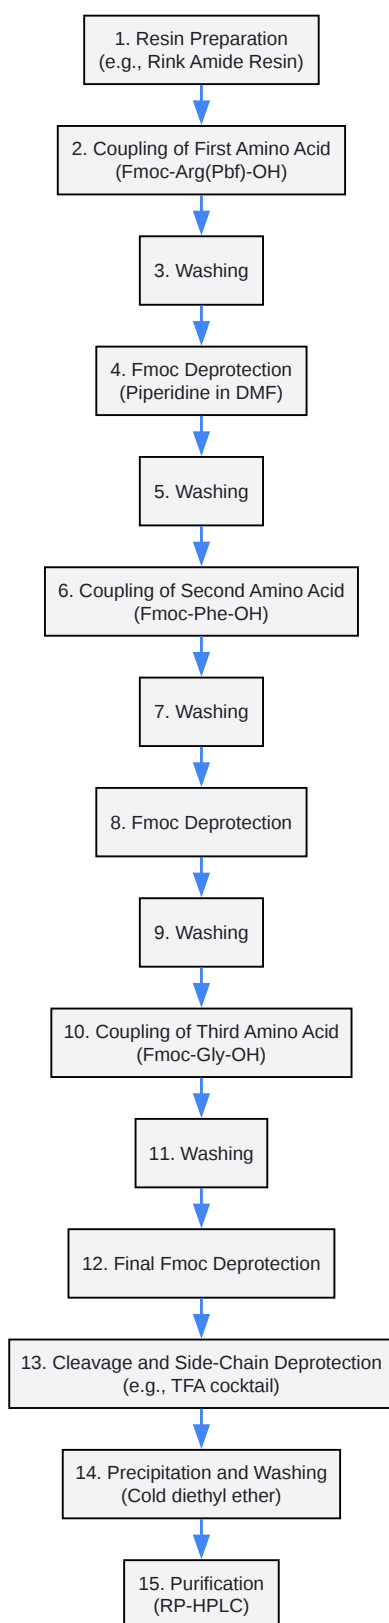 1. Resin Preparation
(e.g., Rink Amide Resin)
2. Coupling of First Amino Acid
(Fmoc-Arg(Pbf)-OH)
3. Washing
4. Fmoc Deprotection
(Piperidine in DMF)
5. Washing
6. Coupling of Second Amino Acid
(Fmoc-Phe-OH)
7. Washing
8. Fmoc Deprotection
9. Washing
10. Coupling of Third Amino Acid
(Fmoc-Gly-OH)
11. Washing
12. Final Fmoc Deprotection
13. Cleavage and Side-Chain Deprotection
(e.g., TFA cocktail)
14. Precipitation and Washing
(Cold diethyl ether)
15. Purification
(RP-HPLC)